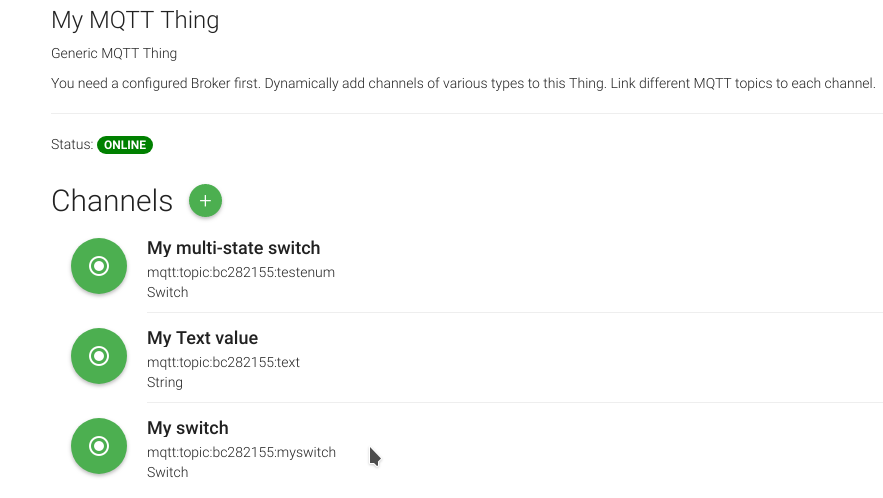 My MQTT Thing
Generic MQTT Thing
You need a configured Broker first. Dynamically add channels of various types to this Thing. Link different MQTT topics to each channel.
Status: ONLINE
Channels +
My multi-state switch
mqtt:topic:bc282155:testenum
Switch
My Text value
mqtt:topic:bc282155:text
String
My switch
mqtt:topic:bc282155:myswitch
Switch